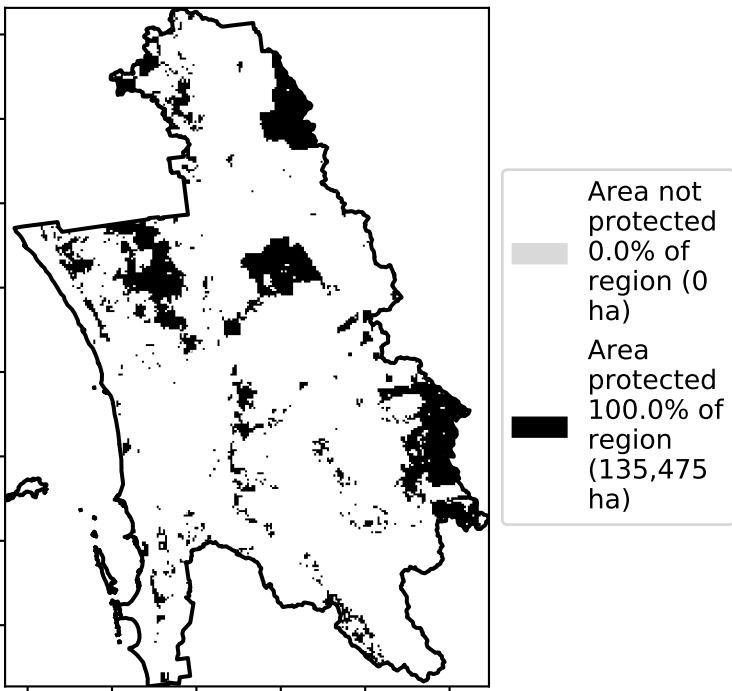 Area not
protected
0.0% of
region (0
ha)
Area
protected
100.0% of
region
(135,475
ha)